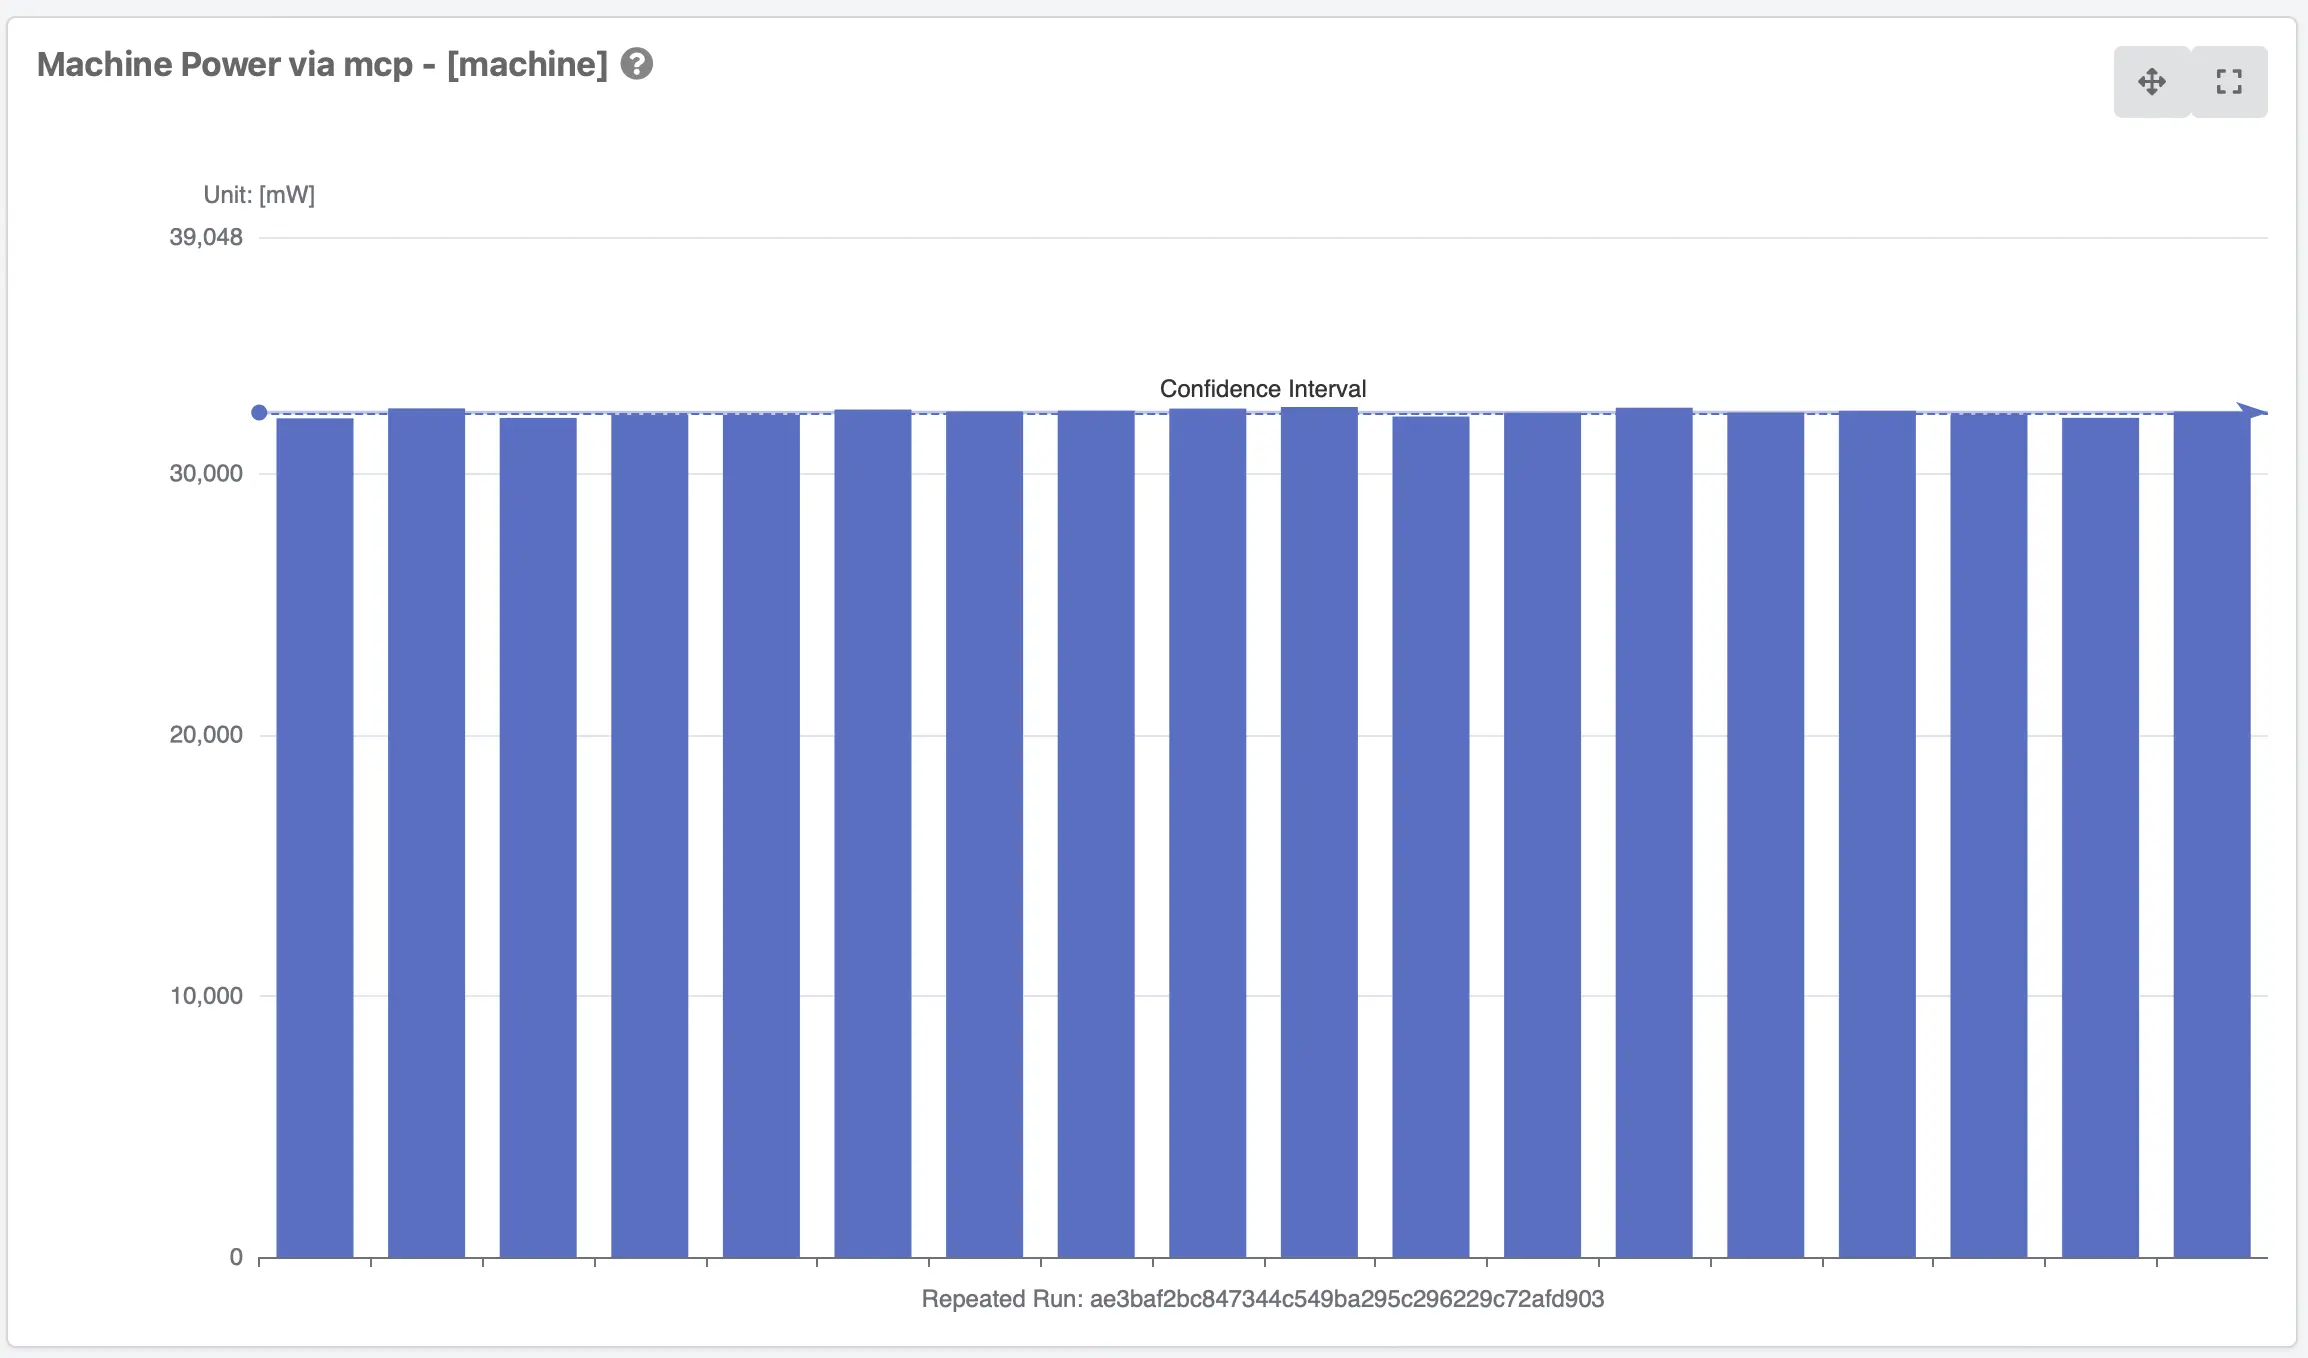 Machine Power via mcp - [machine]
Unit: [mW]
39,048
Confidence Interval
30,000
20,000
10,000
0
Repeated Run: ae3baf2bc847344c549ba295c296229c72afd903